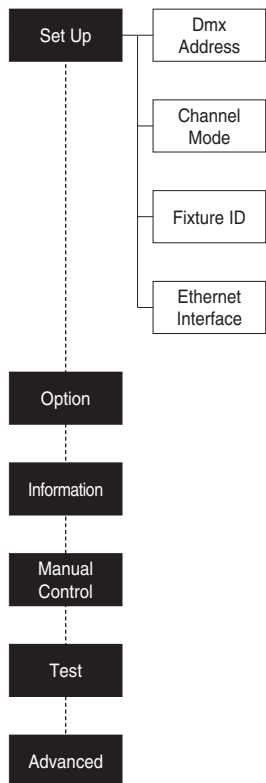 Set Up
Dmx
Address
Channel
Mode
Fixture ID
Ethernet
Interface
Option
Information
Manual
Control
Test
Advanced